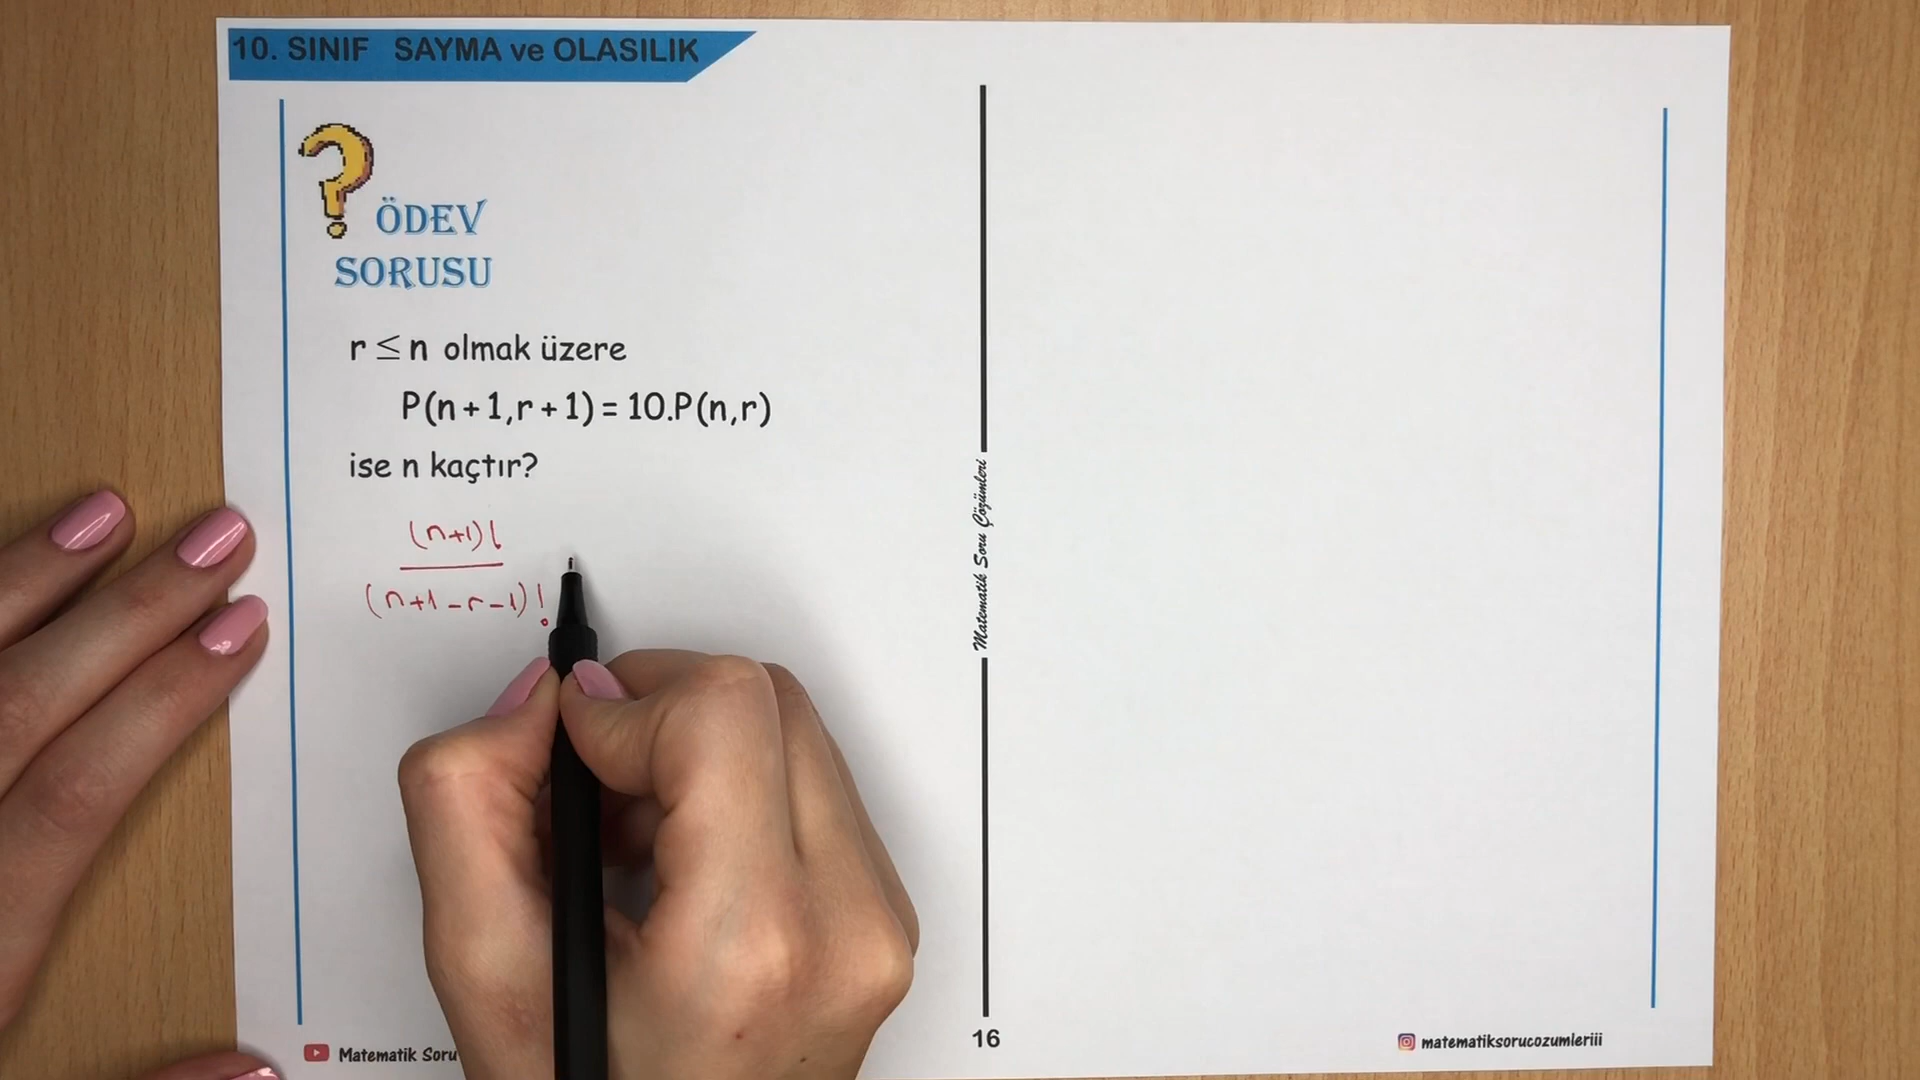 10. SINIF SAYMA ve OLASILIK
?
ÖDEV
SORUSU
r ≤ n olmak üzere
P(n+1,r+1) = 10.P(n,r)
ise n kaçtır?
(n+1)!
(n+1-r-1)!
Matematik Soru Çözümleri
Matematik Soru
16
matematiksorucozumleriii